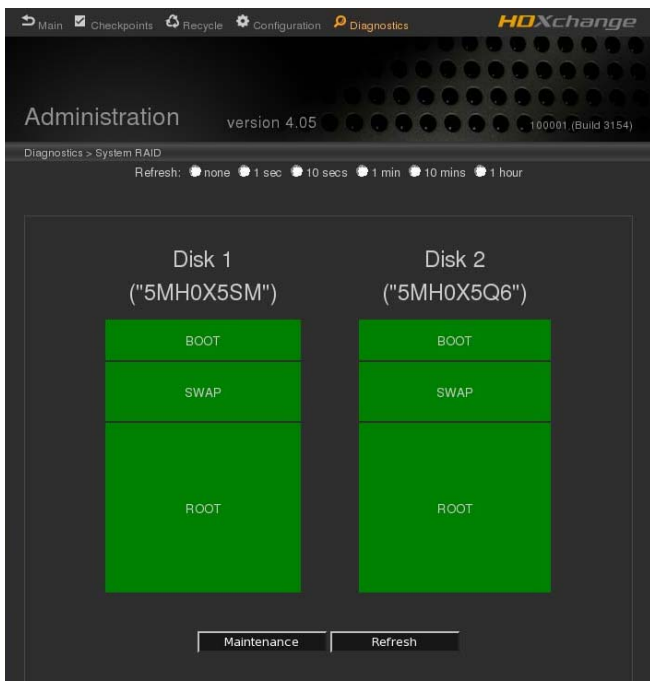 Main Checkpoints Recycle Configuration Diagnostics HDXchange
Administration version 4.05 100001 (Build 3154)
Diagnostics > System RAID
Refresh: none 1 sec 10 secs 1 min 10 mins 1 hour
Disk 1 Disk 2
("5MH0X5SM") ("5MH0X5Q6")
BOOT BOOT
SWAP SWAP
ROOT ROOT
Maintenance Refresh